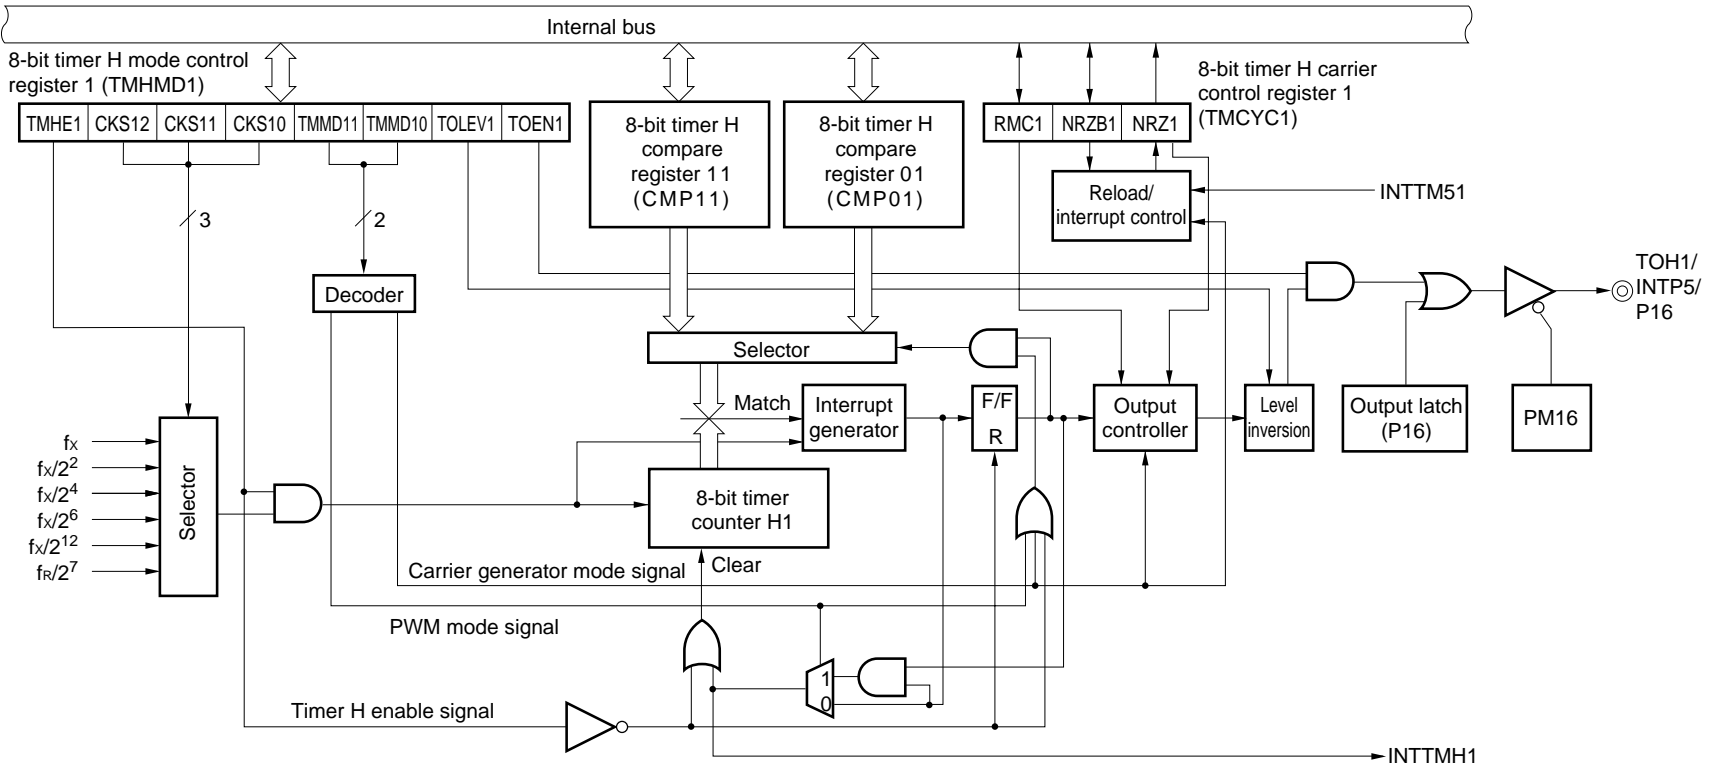 Internal bus
8-bit timer H mode control
register 1 (TMHMD1)
8-bit timer H carrier
control register 1
(TMCYC1)
TMHE1 CKS12 CKS11 CKS10 TMMD11 TMMD10 TOLEV1 TOEN1
8-bit timer H
compare
register 11
(CMP11)
8-bit timer H
compare
register 01
(CMP01)
RMC1 NRZB1 NRZ1
Reload/
interrupt control
INTTM51
3
2
Decoder
TOH1/
INTP5/
P16
Selector
Match
Interrupt
generator
F/F
R
Output
controller
Level
inversion
Output latch
(P16)
PM16
fX
fX/2²
fX/2⁴
fX/2⁶
fX/2¹²
fR/2⁷
Selector
8-bit timer
counter H1
Clear
Carrier generator mode signal
PWM mode signal
1
0
Timer H enable signal
INTTMH1